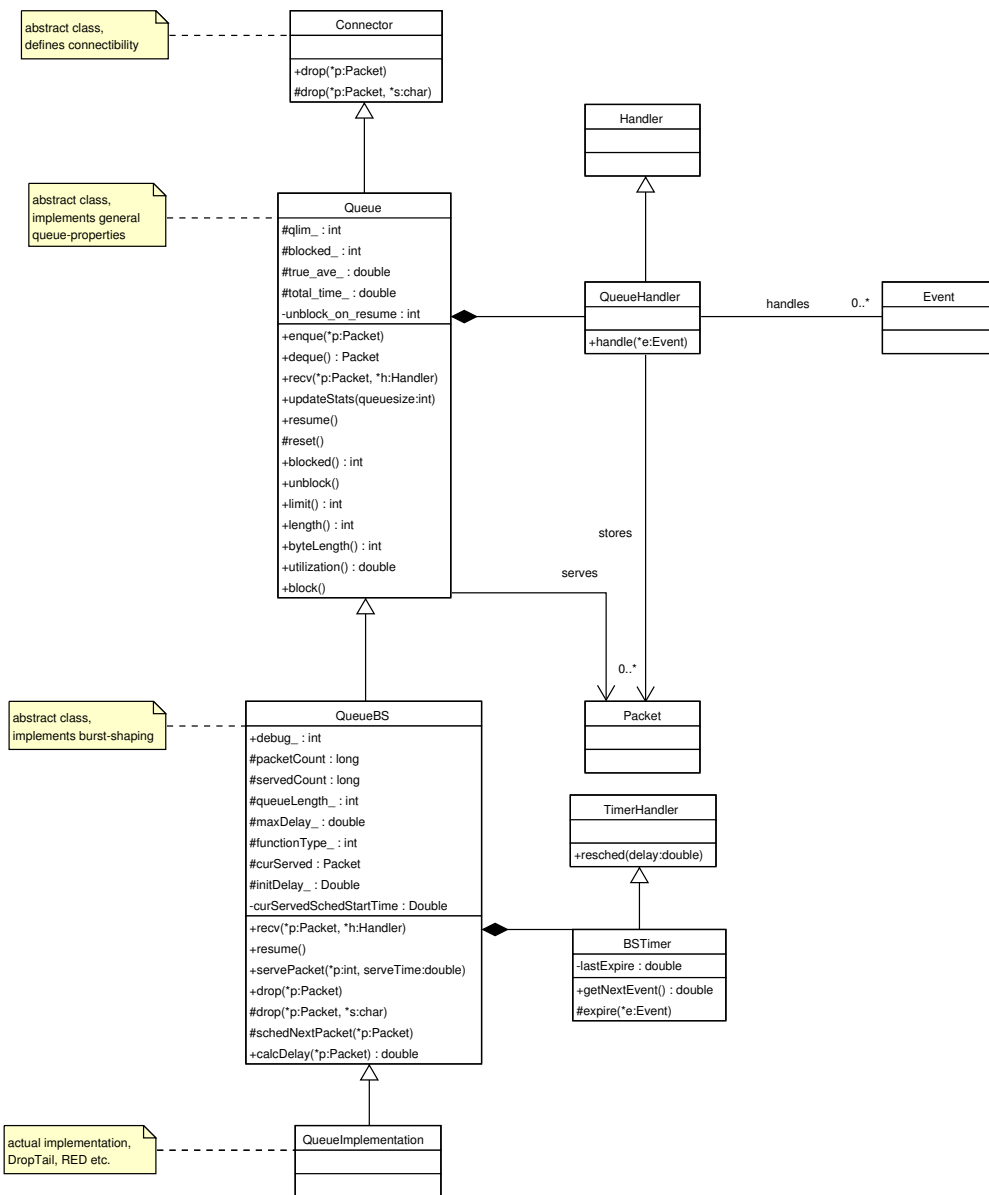 abstract class,
defines connectibility
Connector
+drop(*p:Packet)
#drop(*p:Packet, *s:char)
Handler
abstract class,
implements general
queue-properties
Queue
#qlim_ : int
#blocked_ : int
#true_ave_ : double
#total_time_ : double
-unblock_on_resume : int
+enque(*p:Packet)
+deque() : Packet
+recv(*p:Packet, *h:Handler)
+updateStats(queuesize:int)
+resume()
#reset()
+blocked() : int
+unblock()
+limit() : int
+length() : int
+byteLength() : int
+utilization() : double
+block()
QueueHandler
+handle(*e:Event)
handles
0..*
Event
stores
serves
0..*
Packet
abstract class,
implements burst-shaping
QueueBS
+debug_ : int
#packetCount : long
#servedCount : long
#queueLength_ : int
#maxDelay_ : double
#functionType_ : int
#curServed : Packet
#initDelay_ : Double
-curServedSchedStartTime : Double
+recv(*p:Packet, *h:Handler)
+resume()
+servePacket(*p:int, serveTime:double)
+drop(*p:Packet)
#drop(*p:Packet, *s:char)
#schedNextPacket(*p:Packet)
+calcDelay(*p:Packet) : double
TimerHandler
+resched(delay:double)
BSTimer
-lastExpire : double
+getNextEvent() : double
#expire(*e:Event)
actual implementation,
DropTail, RED etc.
QueueImplementation